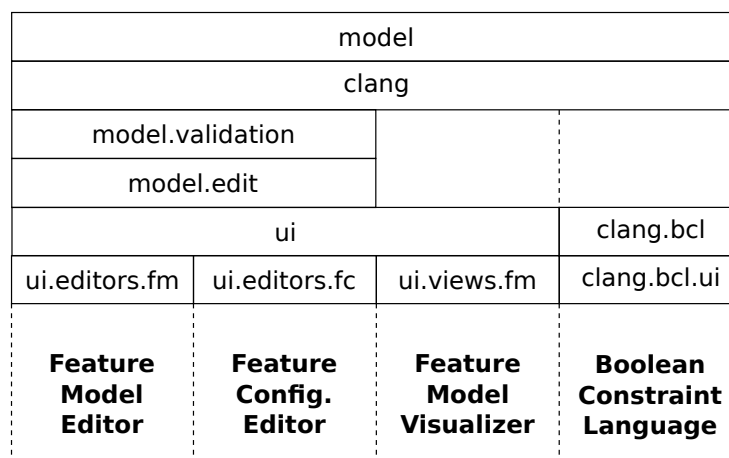 model
clang
model.validation
model.edit
ui
clang.bcl
ui.editors.fm
ui.editors.fc
ui.views.fm
clang.bcl.ui
Feature
Model
Editor
Feature
Config.
Editor
Feature
Model
Visualizer
Boolean
Constraint
Language